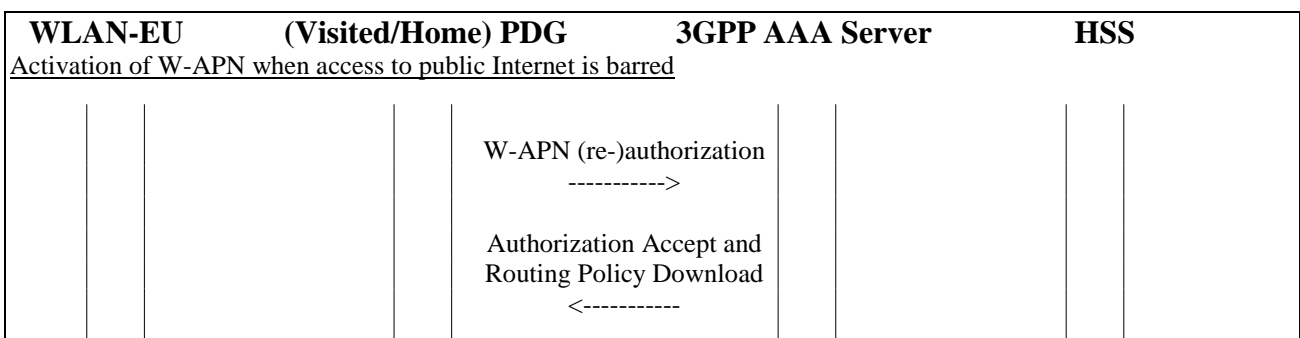 WLAN-EU (Visited/Home) PDG 3GPP AAA Server HSS
Activation of W-APN when access to public Internet is barred
W-APN (re-)authorization
----------->
Authorization Accept and
Routing Policy Download
<-----------